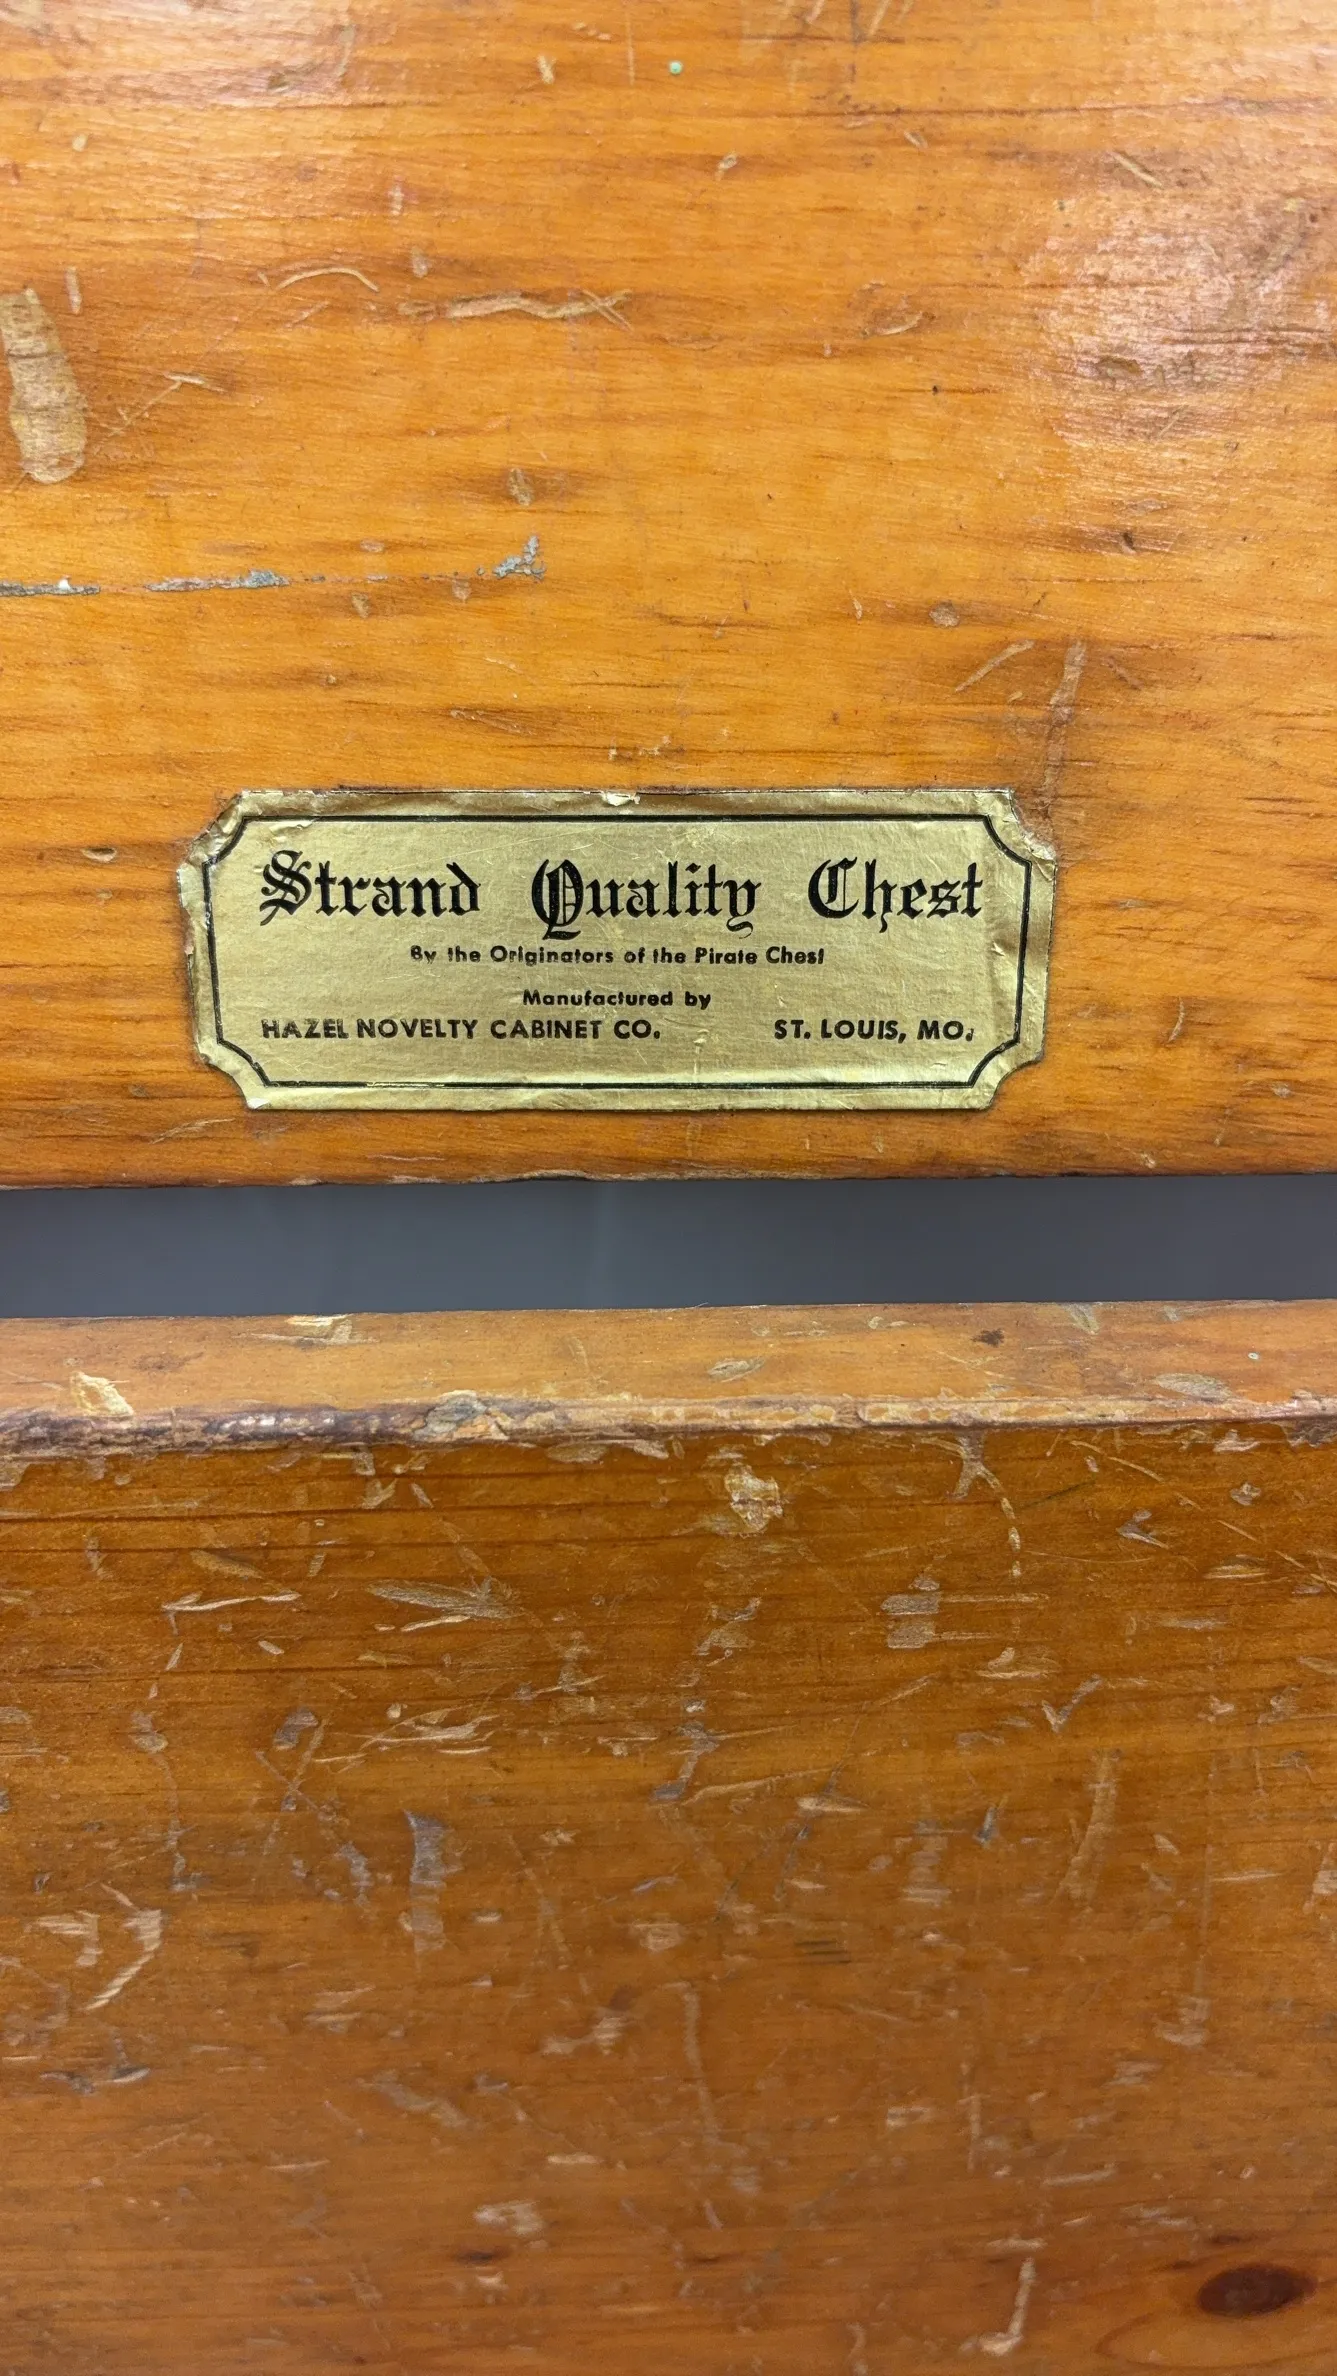 Strand Quality Chest
By the Originators of the Pirate Chest
Manufactured by
HAZEL NOVELTY CABINET CO. ST. LOUIS, MO.